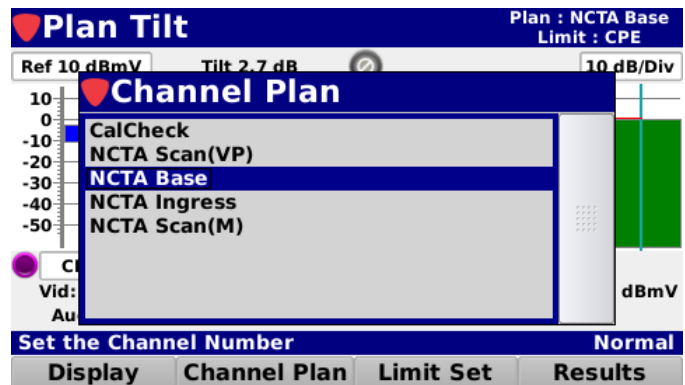 Plan Tilt
Plan : NCTA Base
Limit : CPE
Ref 10 dBmV Tilt 2.7 dB 10 dB/Div
Channel Plan
10
0
-10
-20
-30
-40
-50
CalCheck
NCTA Scan(VP)
NCTA Base
NCTA Ingress
NCTA Scan(M)
Vid: dBmV
Set the Channel Number Normal
Display Channel Plan Limit Set Results